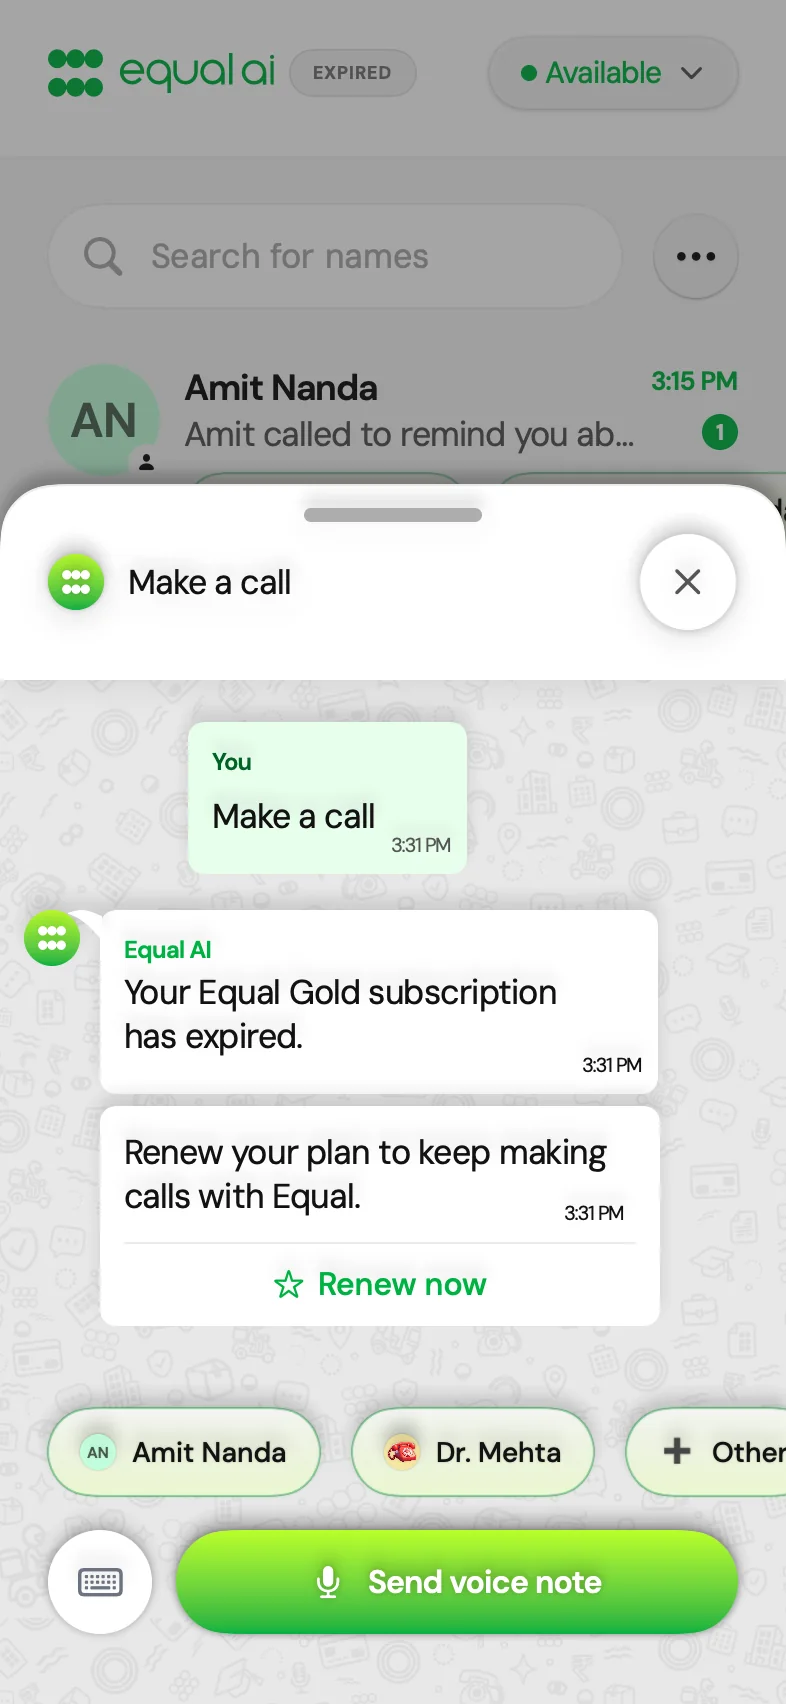 equal ai
EXPIRED
Available
Search for names
AN
Amit Nanda
3:15 PM
Amit called to remind you ab...
1
Make a call
You
Make a call
3:31 PM
Equal AI
Your Equal Gold subscription
has expired.
3:31 PM
Renew your plan to keep making
calls with Equal.
3:31 PM
Renew now
AN
Amit Nanda
Dr. Mehta
Other
Send voice note